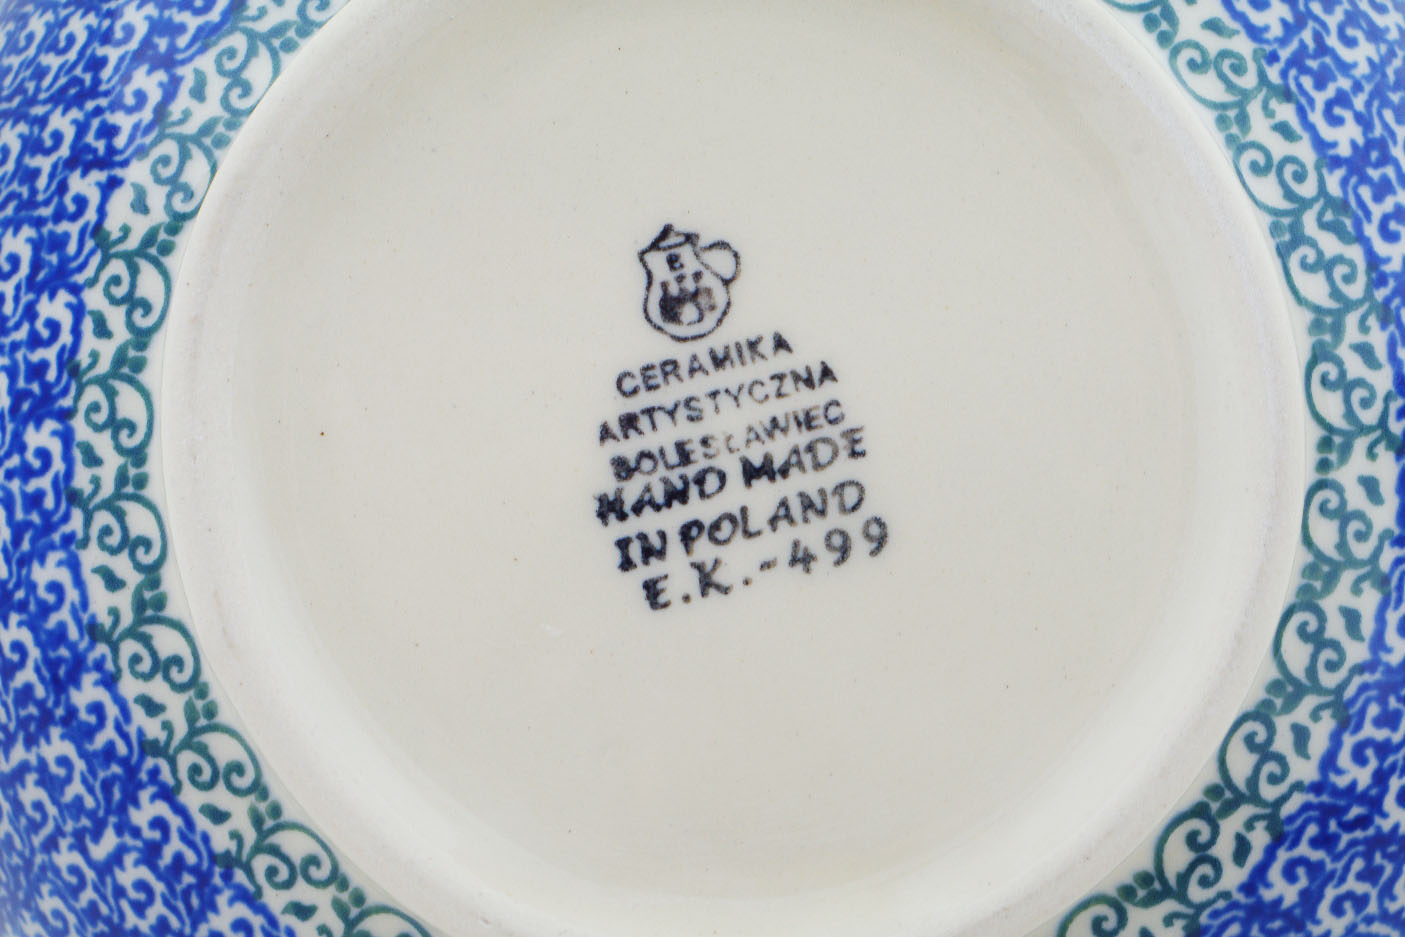 E
CERAMIKA
ARTYSTYCZNA
BOLESŁAWIEC
HAND MADE
IN POLAND
E.K.-499